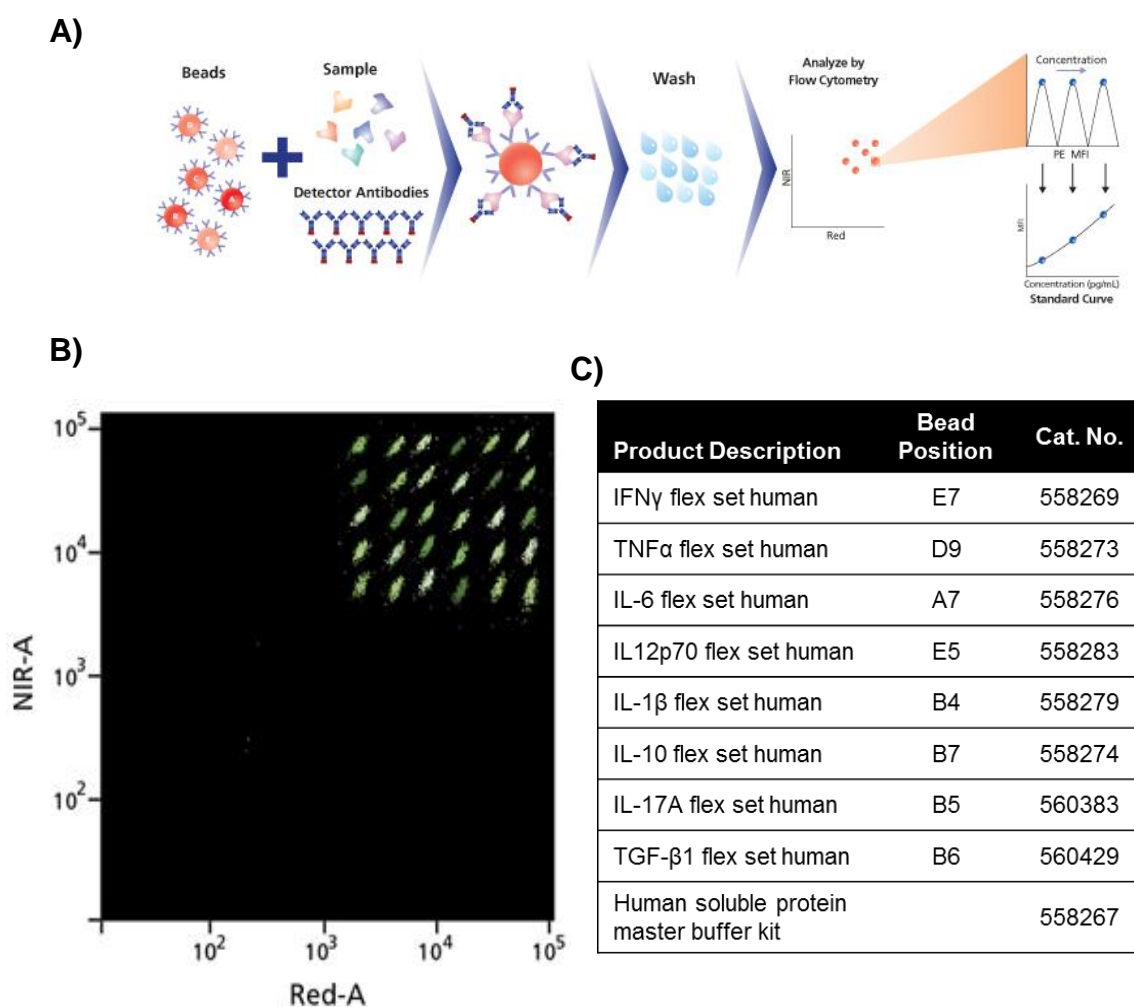 A)
Beads
Sample
Detector Antibodies
Wash
Analyze by
Flow Cytometry
NIR
Red
Concentration
PE MFI
MFI
Concentration (pg/mL)
Standard Curve
B)
10⁵
10⁴
10³
10²
NIR-A
10² 10³ 10⁴ 10⁵
Red-A
C)
Product Description Bead Position Cat. No.
IFNγ flex set human E7 558269
TNFα flex set human D9 558273
IL-6 flex set human A7 558276
IL12p70 flex set human E5 558283
IL-1β flex set human B4 558279
IL-10 flex set human B7 558274
IL-17A flex set human B5 560383
TGF-β1 flex set human B6 560429
Human soluble protein
master buffer kit 558267